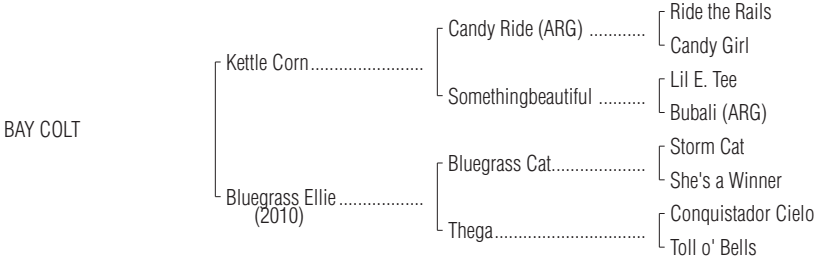 Ride the Rails
Candy Ride (ARG) ............
Candy Girl
Kettle Corn.......................
Lil E. Tee
Somethingbeautiful ..........
Bubali (ARG)
BAY COLT
Storm Cat
Bluegrass Cat...................
She's a Winner
Bluegrass Ellie ..................
(2010)
Conquistador Cielo
Thega...............................
Toll o' Bells